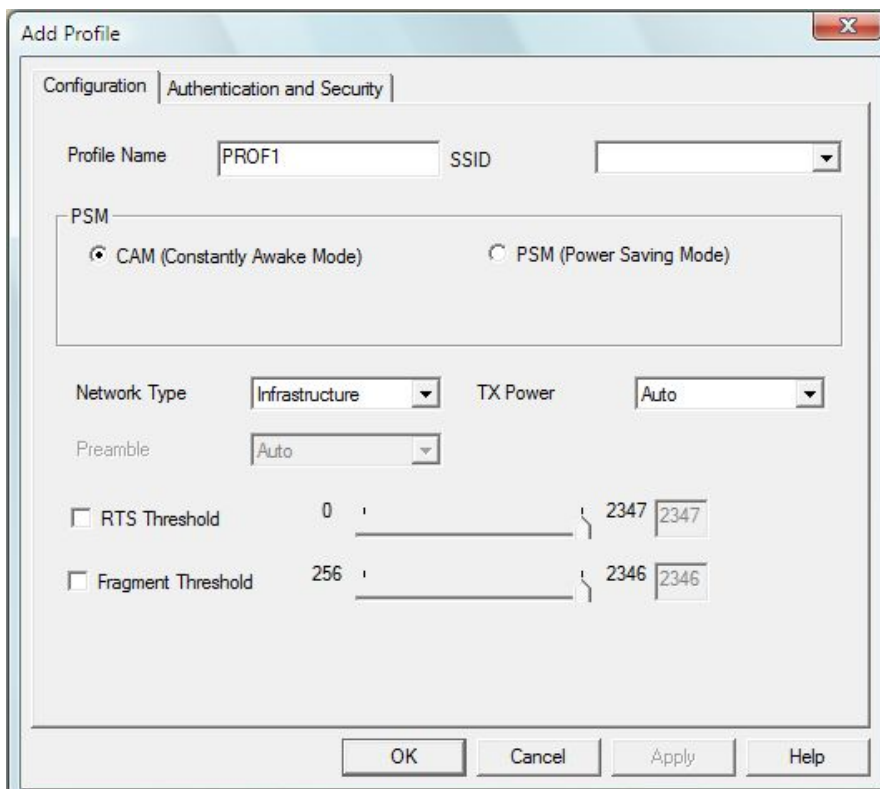 Add Profile
Configuration Authentication and Security
Profile Name PROF1 SSID
PSM
CAM (Constantly Awake Mode) PSM (Power Saving Mode)
Network Type Infrastructure TX Power Auto
Preamble Auto
RTS Threshold 0 2347 2347
Fragment Threshold 256 2346 2346
OK Cancel Apply Help